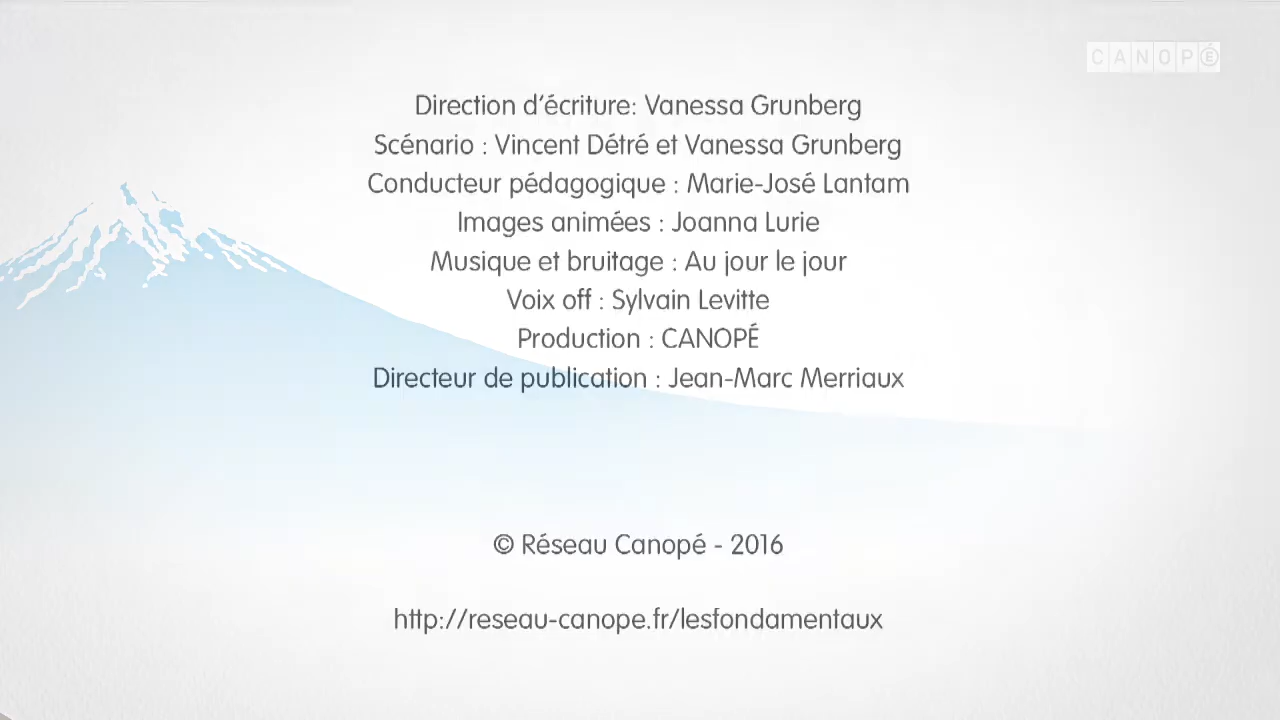 CANOPÉ
Direction d'écriture: Vanessa Grunberg
Scénario : Vincent Détré et Vanessa Grunberg
Conducteur pédagogique : Marie-José Lantam
Images animées : Joanna Lurie
Musique et bruitage : Au jour le jour
Voix off : Sylvain Levitte
Production : CANOPÉ
Directeur de publication : Jean-Marc Merriaux
© Réseau Canopé - 2016
http://reseau-canope.fr/lesfondamentaux